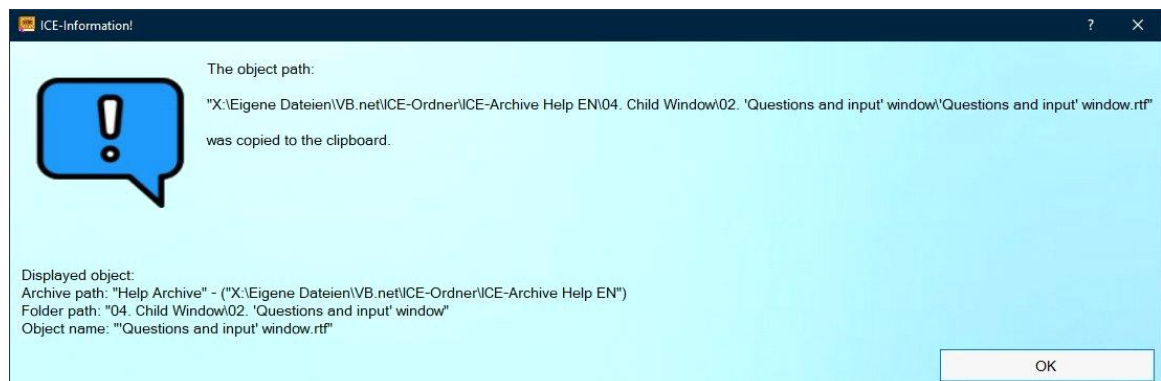 ICE-Information!
The object path:
"X:\Eigene Dateien\VB.net\ICE-Ordner\ICE-Archive Help EN\04. Child Window\02. 'Questions and input' window\'Questions and input' window.rtf"
was copied to the clipboard.
Displayed object:
Archive path: "Help Archive" - ("X:\Eigene Dateien\VB.net\ICE-Ordner\ICE-Archive Help EN")
Folder path: "04. Child Window\02. 'Questions and input' window"
Object name: "'Questions and input' window.rtf"
OK